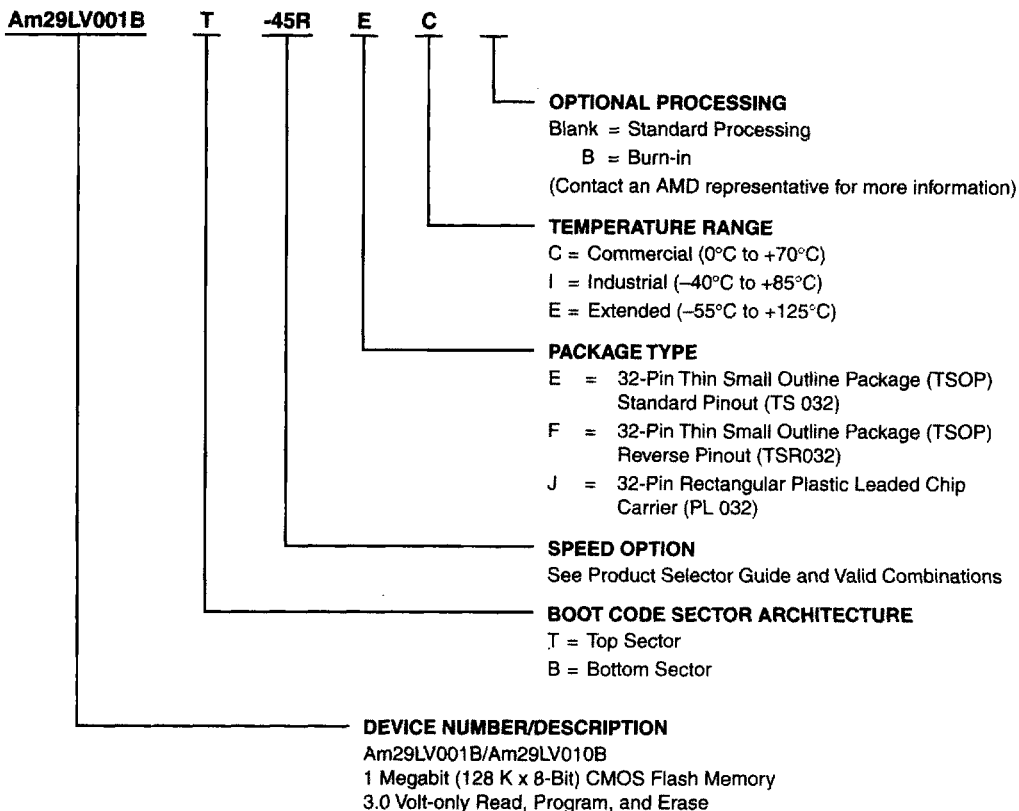 Am29LV001B T -45R E C
OPTIONAL PROCESSING
Blank = Standard Processing
B = Burn-in
(Contact an AMD representative for more information)
TEMPERATURE RANGE
C = Commercial (0°C to +70°C)
I = Industrial (–40°C to +85°C)
E = Extended (–55°C to +125°C)
PACKAGE TYPE
E = 32-Pin Thin Small Outline Package (TSOP)
Standard Pinout (TS 032)
F = 32-Pin Thin Small Outline Package (TSOP)
Reverse Pinout (TSR032)
J = 32-Pin Rectangular Plastic Leaded Chip
Carrier (PL 032)
SPEED OPTION
See Product Selector Guide and Valid Combinations
BOOT CODE SECTOR ARCHITECTURE
T = Top Sector
B = Bottom Sector
DEVICE NUMBER/DESCRIPTION
Am29LV001B/Am29LV010B
1 Megabit (128 K x 8-Bit) CMOS Flash Memory
3.0 Volt-only Read, Program, and Erase